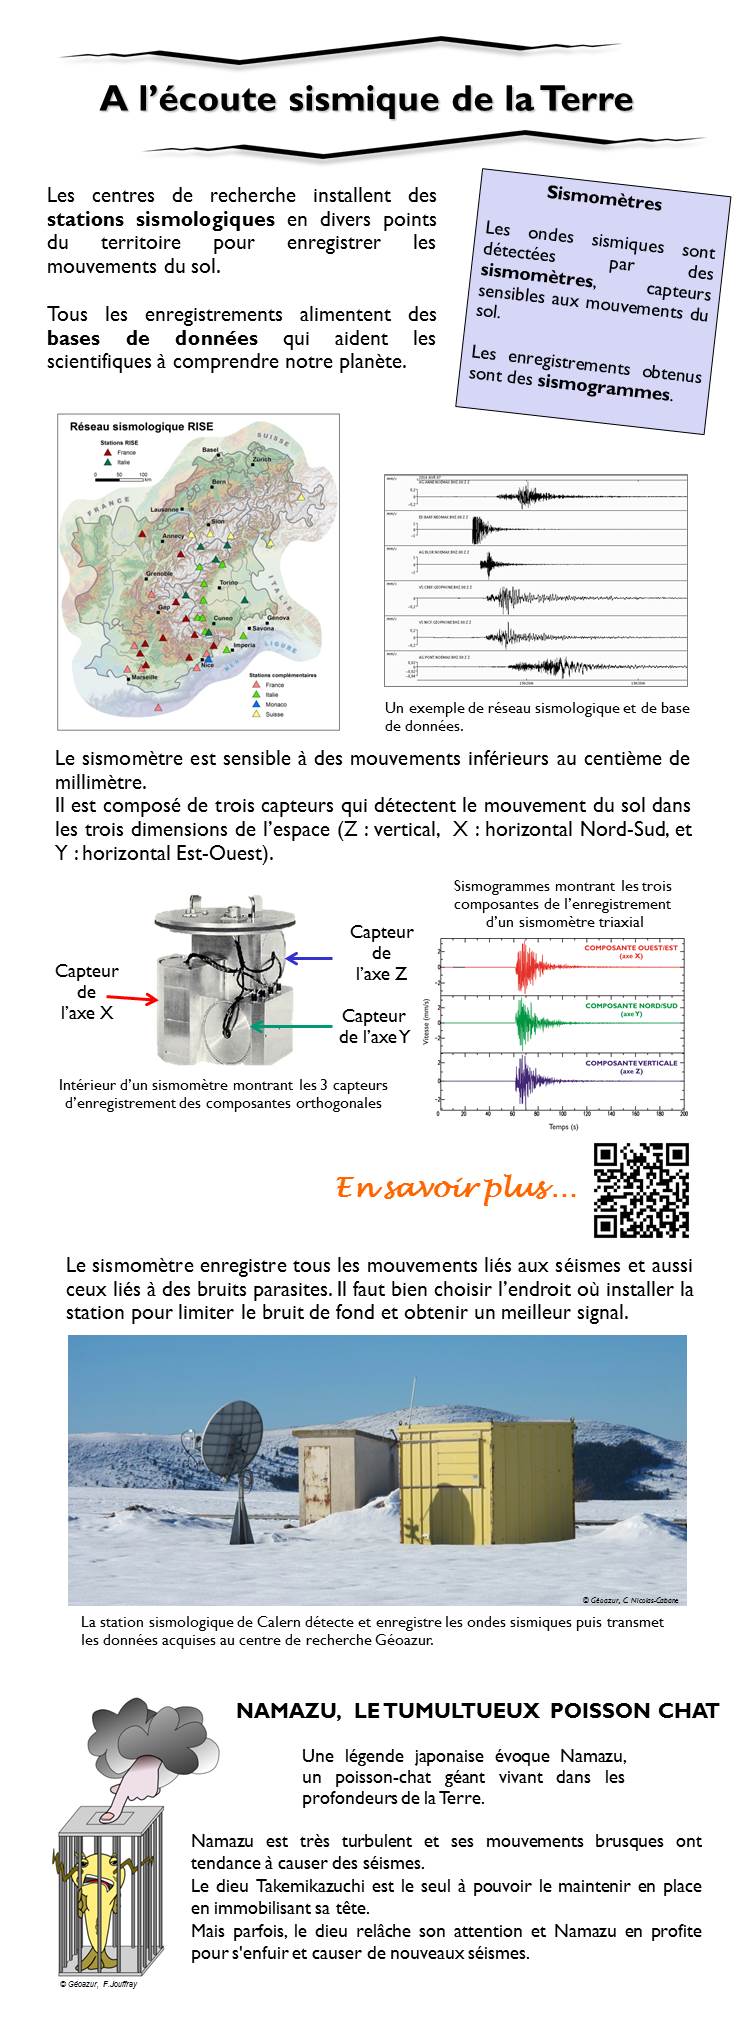 A l'écoute sismique de la Terre
Les centres de recherche installent des
stations sismologiques en divers points
du territoire pour enregistrer les
mouvements du sol.
Tous les enregistrements alimentent des
bases de données qui aident les
scientifiques à comprendre notre planète.
Sismomètres
Les ondes sismiques sont
détectées par des
sismomètres, capteurs
sensibles aux mouvements du
sol.
Les enregistrements obtenus
sont des sismogrammes.
Réseau sismologique RISE
Stations RISE
France
Italie
0 50 100
km
SUISSE
FRANCE
ITALIE
MER LIGURE
Basel
Zürich
Bern
Lausanne
Sion
Annecy
Grenoble
Torino
Gap
Cuneo
Genova
Savona
Imperia
Nice
Marseille
Stations complémentaires
France
Italie
Monaco
Suisse
Un exemple de réseau sismologique et de base
de données.
Le sismomètre est sensible à des mouvements inférieurs au centième de
millimètre.
Il est composé de trois capteurs qui détectent le mouvement du sol dans
les trois dimensions de l'espace (Z : vertical, X : horizontal Nord-Sud, et
Y : horizontal Est-Ouest).
Capteur
de
l'axe X
Capteur
de
l'axe Z
Capteur
de l'axe Y
Intérieur d'un sismomètre montrant les 3 capteurs
d'enregistrement des composantes orthogonales
Sismogrammes montrant les trois
composantes de l'enregistrement
d'un sismomètre triaxial
COMPOSANTE OUEST/EST
(axe X)
COMPOSANTE NORD/SUD
(axe Y)
COMPOSANTE VERTICALE
(axe Z)
Vitesse (mm/s)
2
0
-2
2
0
-2
2
0
-2
0 20 40 60 80 100 120 140 160 180 200
Temps (s)
En savoir plus...
Le sismomètre enregistre tous les mouvements liés aux séismes et aussi
ceux liés à des bruits parasites. Il faut bien choisir l'endroit où installer la
station pour limiter le bruit de fond et obtenir un meilleur signal.
© Géoazur, C. Nicolas-Cabane
La station sismologique de Calern détecte et enregistre les ondes sismiques puis transmet
les données acquises au centre de recherche Géoazur.
NAMAZU, LE TUMULTUEUX POISSON CHAT
Une légende japonaise évoque Namazu,
un poisson-chat géant vivant dans les
profondeurs de la Terre.
Namazu est très turbulent et ses mouvements brusques ont
tendance à causer des séismes.
Le dieu Takemikazuchi est le seul à pouvoir le maintenir en place
en immobilisant sa tête.
Mais parfois, le dieu relâche son attention et Namazu en profite
pour s'enfuir et causer de nouveaux séismes.
© Géoazur, F.Jouffray